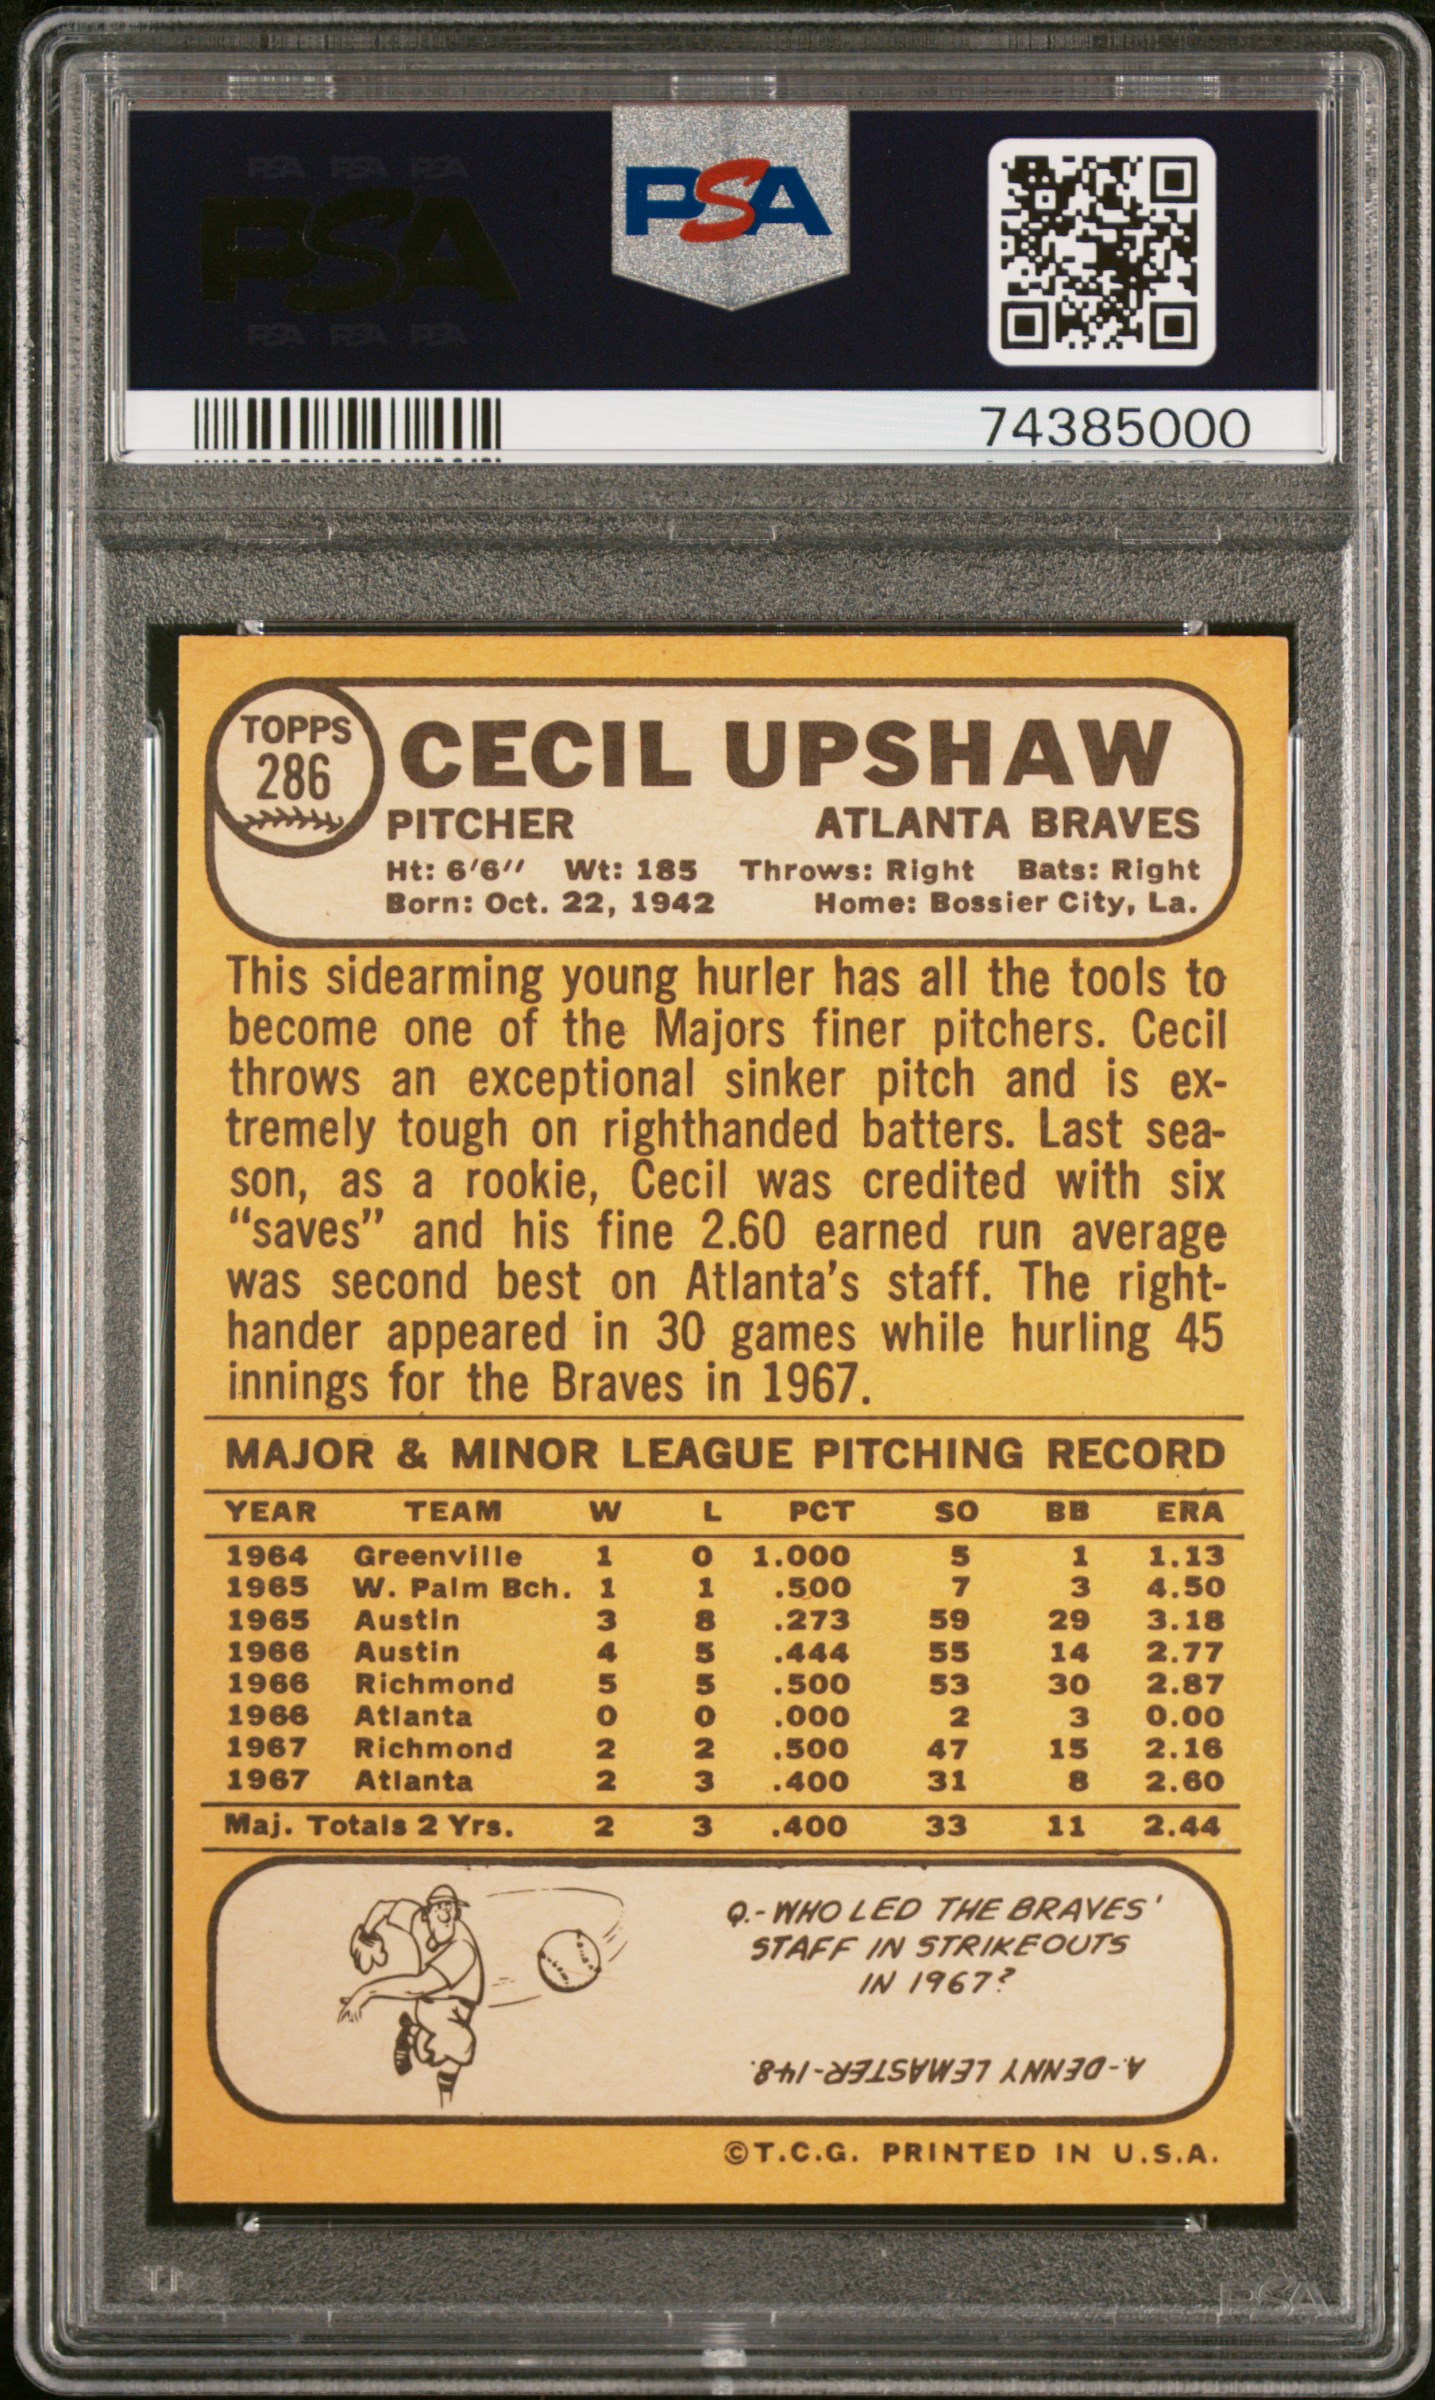 PSA PSA PSA
PSA
PSA PSA PSA
PSA
74385000
TOPPS
286
CECIL UPSHAW
PITCHER ATLANTA BRAVES
Ht: 6'6'' Wt: 185 Throws: Right Bats: Right
Born: Oct. 22, 1942 Home: Bossier City, La.
This sidearming young hurler has all the tools to
become one of the Majors finer pitchers. Cecil
throws an exceptional sinker pitch and is ex-
tremely tough on righthanded batters. Last sea-
son, as a rookie, Cecil was credited with six
"saves" and his fine 2.60 earned run average
was second best on Atlanta's staff. The right-
hander appeared in 30 games while hurling 45
innings for the Braves in 1967.
MAJOR & MINOR LEAGUE PITCHING RECORD
YEAR TEAM W L PCT SO BB ERA
1964 Greenville 1 0 1.000 5 1 1.13
1965 W. Palm Bch. 1 1 .500 7 3 4.50
1965 Austin 3 8 .273 59 29 3.18
1966 Austin 4 5 .444 55 14 2.77
1966 Richmond 5 5 .500 53 30 2.87
1966 Atlanta 0 0 .000 2 3 0.00
1967 Richmond 2 2 .500 47 15 2.16
1967 Atlanta 2 3 .400 31 8 2.60
Maj. Totals 2 Yrs. 2 3 .400 33 11 2.44
Q.-WHO LED THE BRAVES'
STAFF IN STRIKEOUTS
IN 1967?
A.-DENNY LEMASTER-148.
©T.C.G. PRINTED IN U.S.A.
PSA